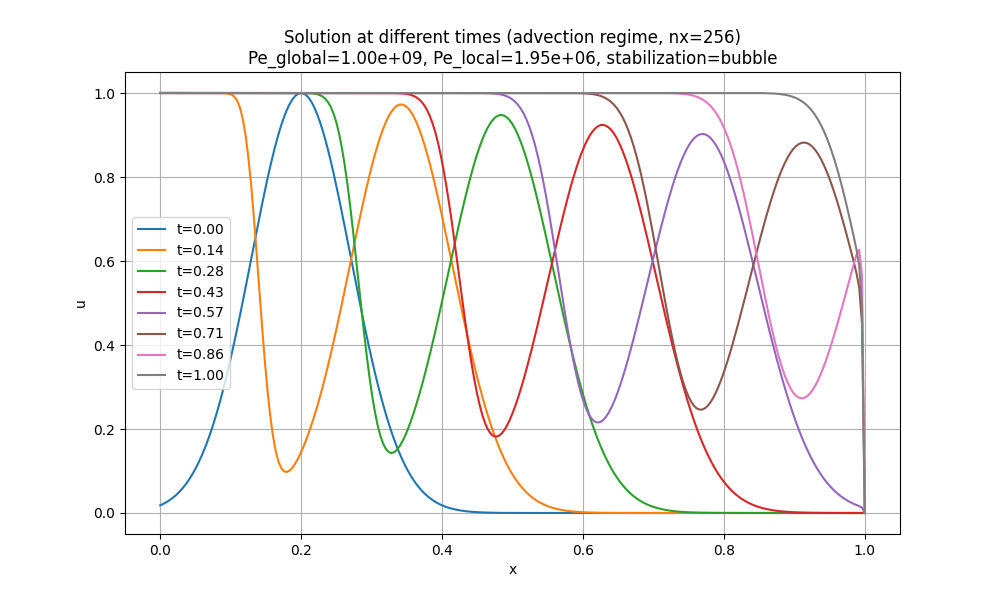 Solution at different times (advection regime, nx=256)
Pe_global=1.00e+09, Pe_local=1.95e+06, stabilization=bubble
1.0
0.8
0.6
0.4
0.2
0.0
u
t=0.00
t=0.14
t=0.28
t=0.43
t=0.57
t=0.71
t=0.86
t=1.00
0.0 0.2 0.4 0.6 0.8 1.0
x